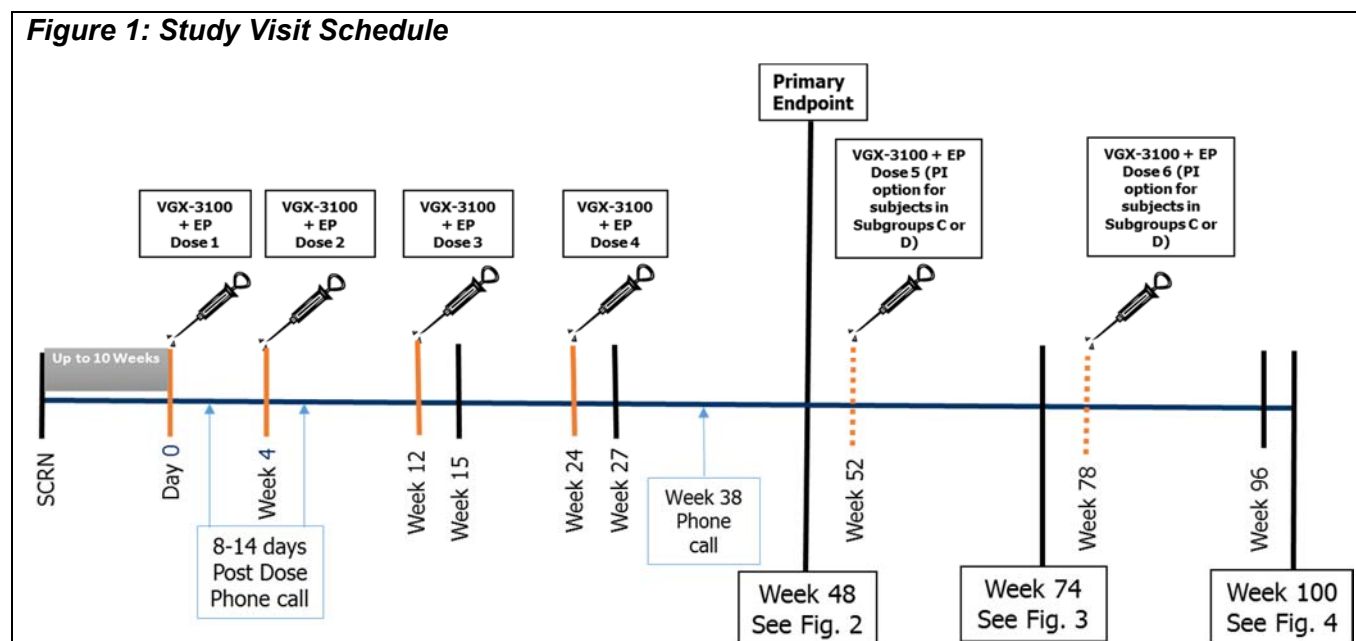 Figure 1: Study Visit Schedule
Primary
Endpoint
VGX-3100
+ EP
Dose 1
VGX-3100
+ EP
Dose 2
VGX-3100
+ EP
Dose 3
VGX-3100
+ EP
Dose 4
VGX-3100 + EP
Dose 5 (PI
option for
subjects in
Subgroups C or
D)
VGX-3100 + EP
Dose 6 (PI
option for
subjects in
Subgroups C or
D)
Up to 10 Weeks
SCRN
Day 0
Week 4
Week 12
Week 15
Week 24
Week 27
Week 52
Week 78
Week 96
8-14 days
Post Dose
Phone call
Week 38
Phone
call
Week 48
See Fig. 2
Week 74
See Fig. 3
Week 100
See Fig. 4